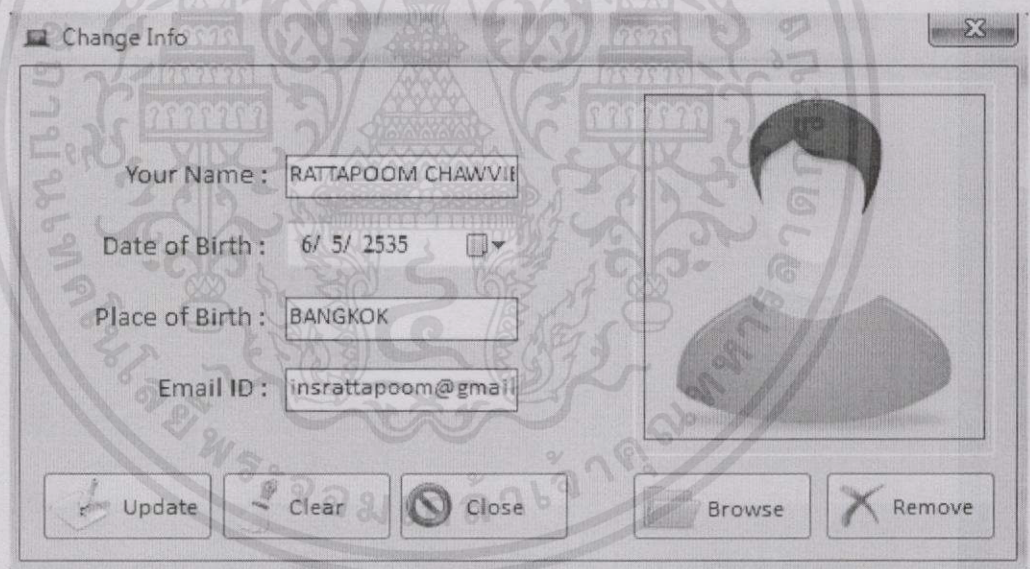 Change Info
Your Name : RATTAPOOM CHAWVIE
Date of Birth : 6/ 5/ 2535
Place of Birth : BANGKOK
Email ID : insrattapoom@gmail
Update Clear Close Browse Remove